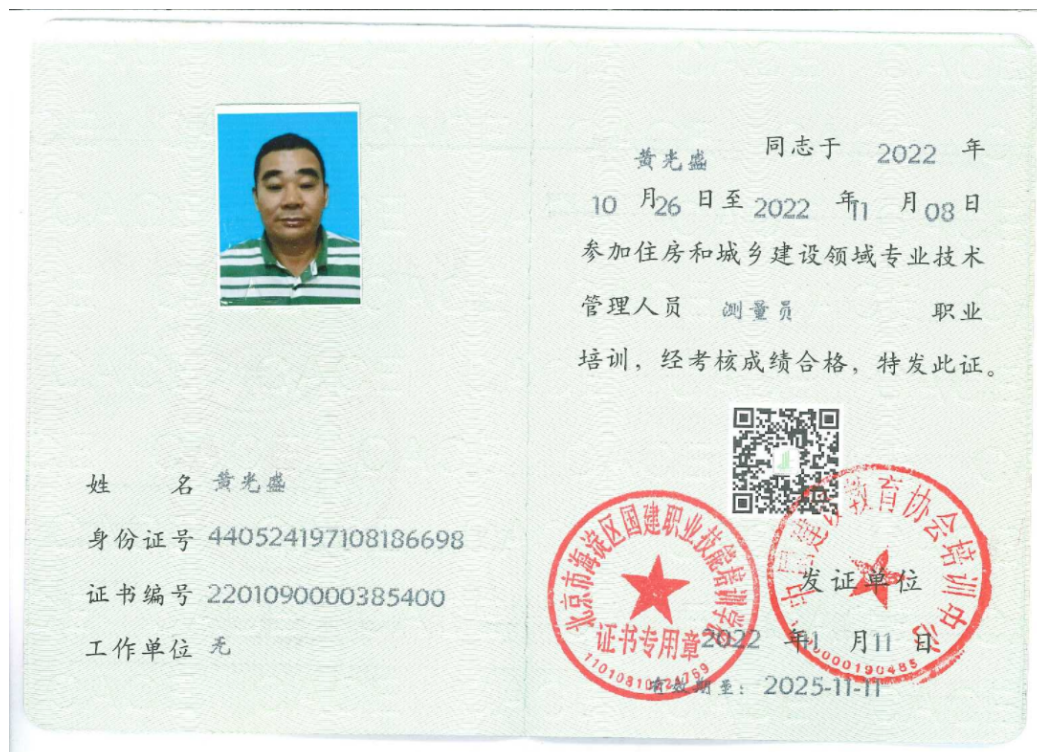 姓 名 黄光盛
身份证号 440524197108186698
证书编号 2201090000385400
工作单位 无
黄光盛 同志于 2022 年
10 月26 日至 2022 年11 月08日
参加住房和城乡建设领域专业技术
管理人员 测量员 职业
培训，经考核成绩合格，特发此证。
北京市海淀区国建职业技能培训学校
证书专用章
中国建设教育协会培训中心
发证单位
2022 年11 月11 日
有效期至：2025-11-11